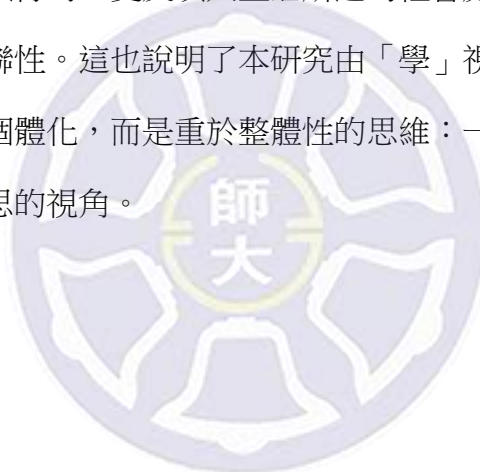 聯性。這也說明了本研究由「學」視
個體化,而是重於整體性的思維:一
思的視角。
師
大